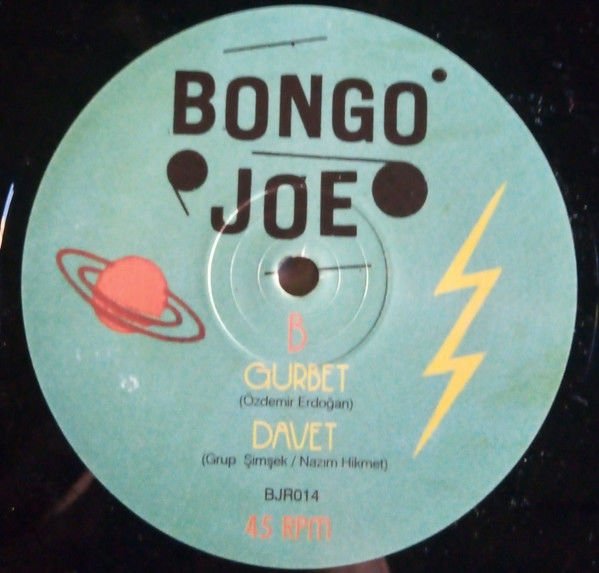 BONGO
JOE
B
GURBET
(Özdemir Erdoğan)
DAVET
(Grup Şimşek / Nazım Hikmet)
BJR014
45 RPM